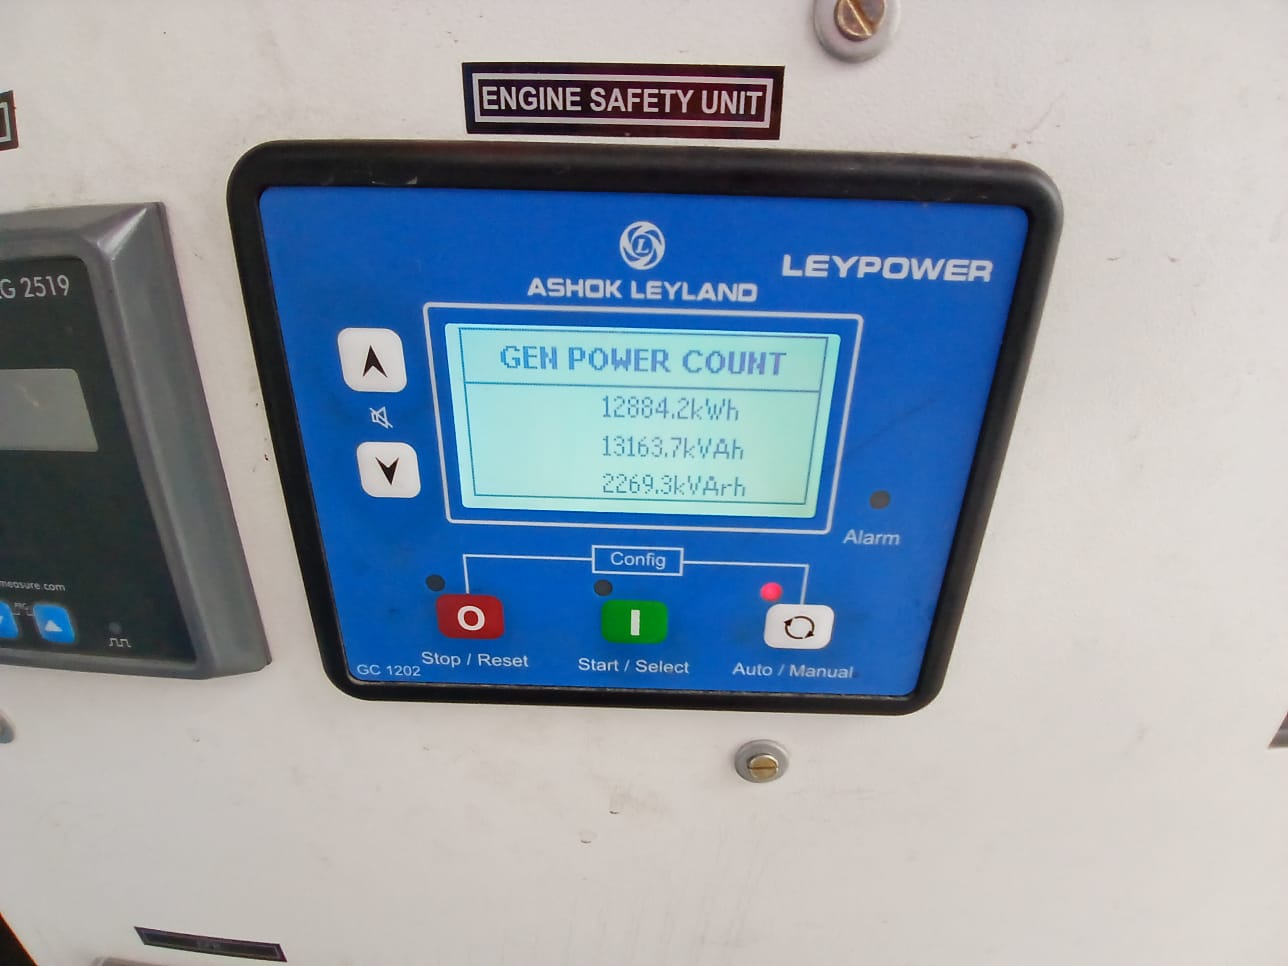 ENGINE SAFETY UNIT
G 2519
ASHOK LEYLAND
LEYPOWER
GEN POWER COUNT
12884.2kWh
13163.7kVAh
2269.3kVArh
Alarm
Config
measure.com
PRG
Stop / Reset
Start / Select
Auto / Manual
GC 1202